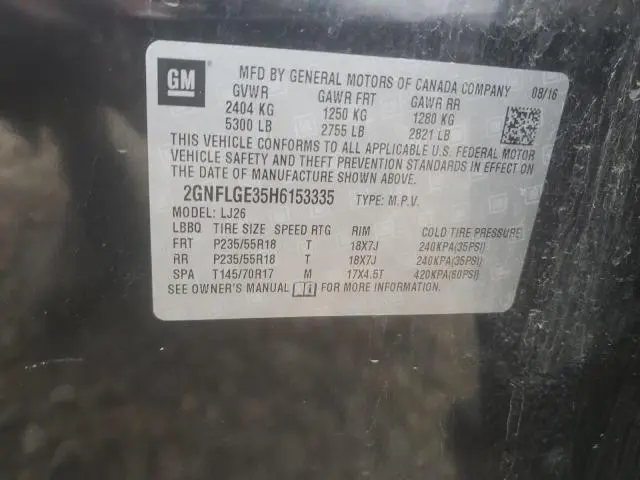 GM
MFD BY GENERAL MOTORS OF CANADA COMPANY 08/16
GVWR GAWR FRT GAWR RR
2404 KG 1250 KG 1280 KG
5300 LB 2755 LB 2821 LB
THIS VEHICLE CONFORMS TO ALL APPLICABLE U.S. FEDERAL MOTOR
VEHICLE SAFETY AND THEFT PREVENTION STANDARDS IN EFFECT ON
THE DATE OF MANUFACTURE SHOWN ABOVE.
2GNFLGE35H6153335 TYPE: M.P.V.
MODEL: LJ26
LBBQ TIRE SIZE SPEED RTG RIM COLD TIRE PRESSURE
FRT P235/55R18 T 18X7J 240KPA(35PSI)
RR P235/55R18 T 18X7J 240KPA(35PSI)
SPA T145/70R17 M 17X4.5T 420KPA(60PSI)
SEE OWNER'S MANUAL FOR MORE INFORMATION.